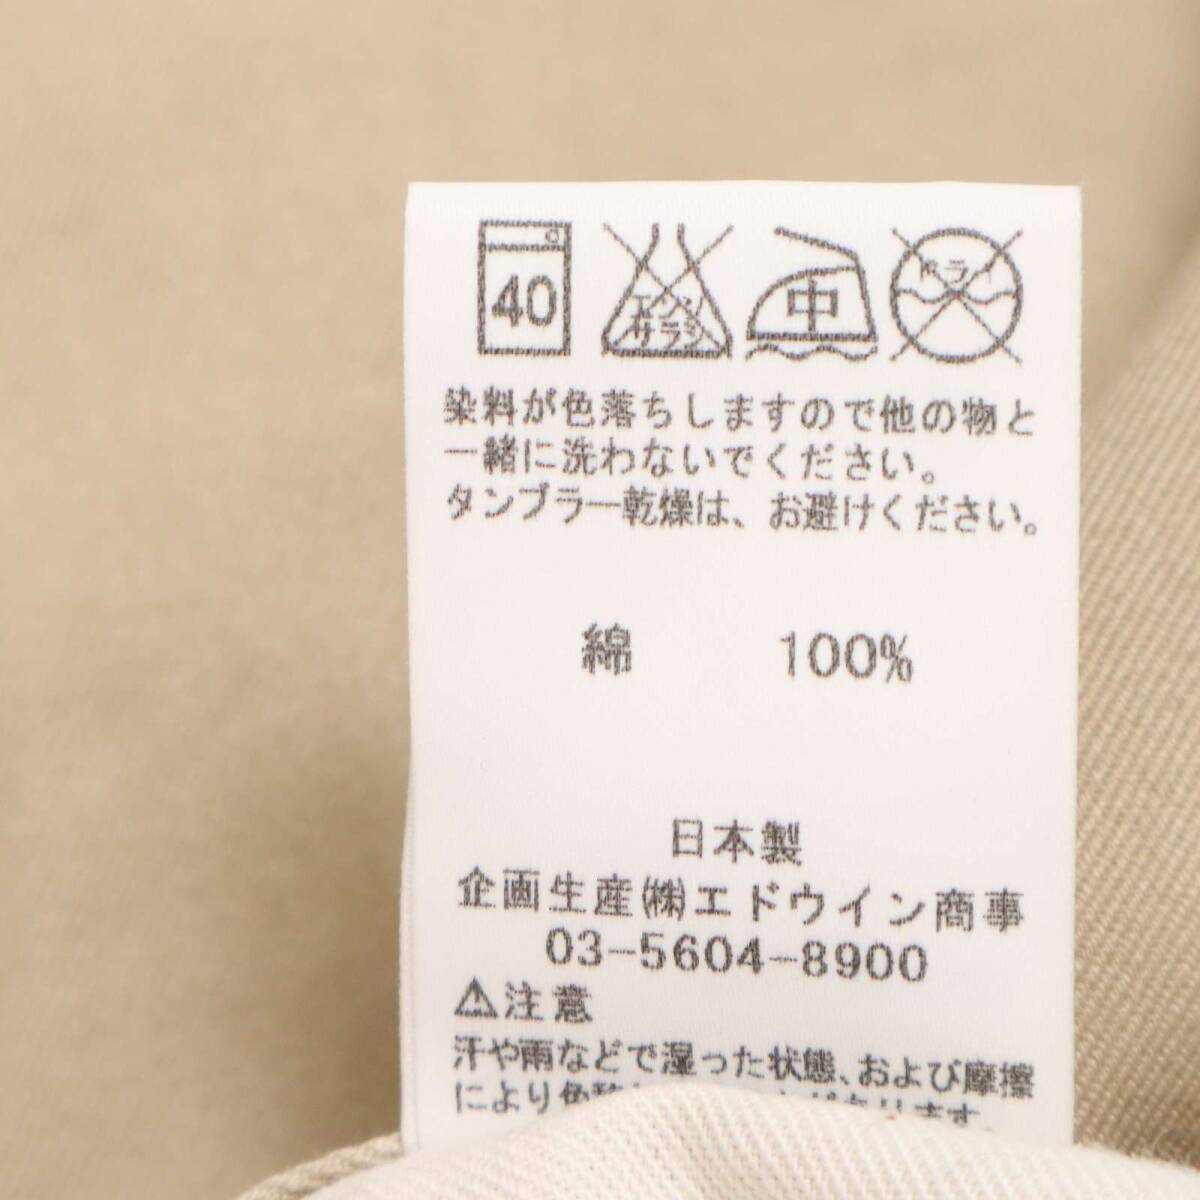 40 エンソサラシ 中 ドライ
染料が色落ちしますので他の物と
一緒に洗わないでください。
タンブラー乾燥は、お避けください。
綿 100%
日本製
企画生産㈱エドウイン商事
03-5604-8900
⚠注意
汗や雨などで湿った状態、および摩擦
により色